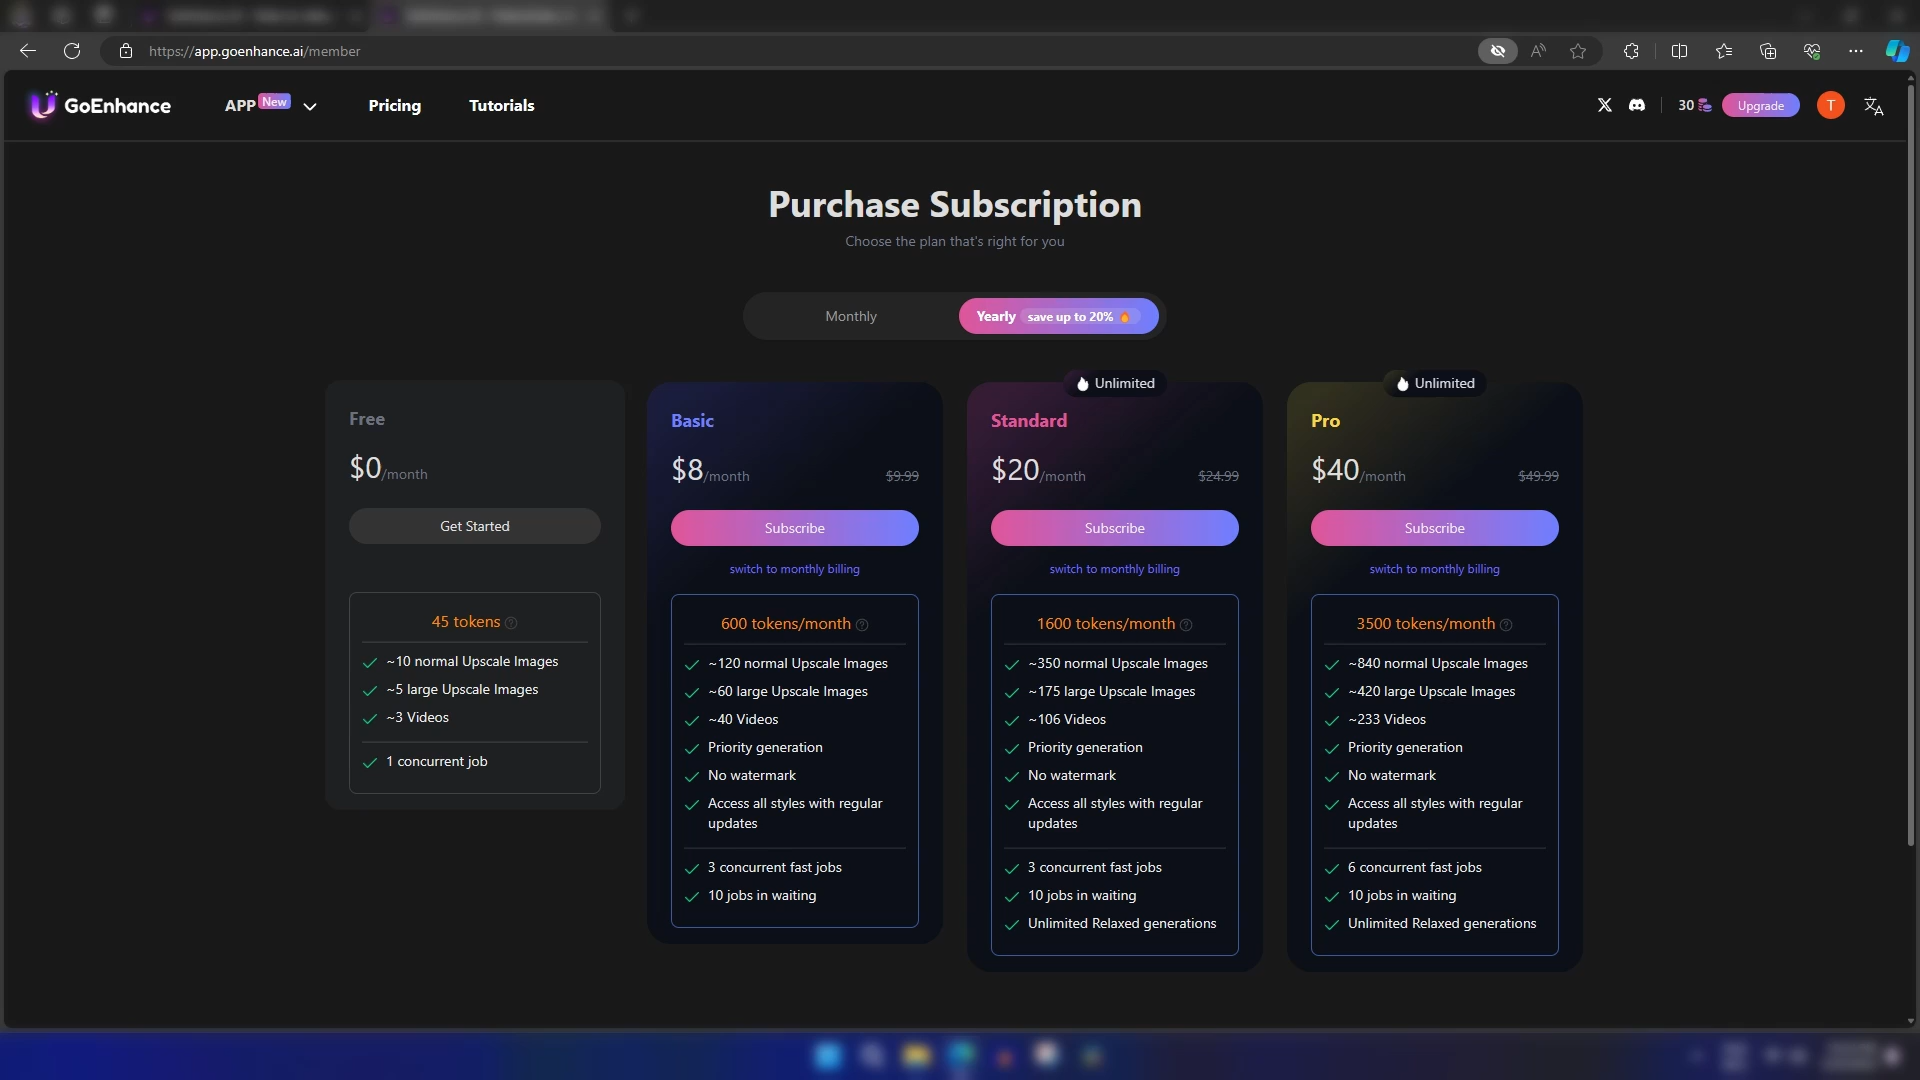 https://app.goenhance.ai/member
GoEnhance
APP New
Pricing
Tutorials
30
Upgrade
T
Purchase Subscription
Choose the plan that's right for you
Monthly
Yearly save up to 20%
Free
$0/month
Get Started
45 tokens
~10 normal Upscale Images
~5 large Upscale Images
~3 Videos
1 concurrent job
Basic
$8/month $9.99
Subscribe
switch to monthly billing
600 tokens/month
~120 normal Upscale Images
~60 large Upscale Images
~40 Videos
Priority generation
No watermark
Access all styles with regular
updates
3 concurrent fast jobs
10 jobs in waiting
Unlimited
Standard
$20/month $24.99
Subscribe
switch to monthly billing
1600 tokens/month
~350 normal Upscale Images
~175 large Upscale Images
~106 Videos
Priority generation
No watermark
Access all styles with regular
updates
3 concurrent fast jobs
10 jobs in waiting
Unlimited Relaxed generations
Unlimited
Pro
$40/month $49.99
Subscribe
switch to monthly billing
3500 tokens/month
~840 normal Upscale Images
~420 large Upscale Images
~233 Videos
Priority generation
No watermark
Access all styles with regular
updates
6 concurrent fast jobs
10 jobs in waiting
Unlimited Relaxed generations